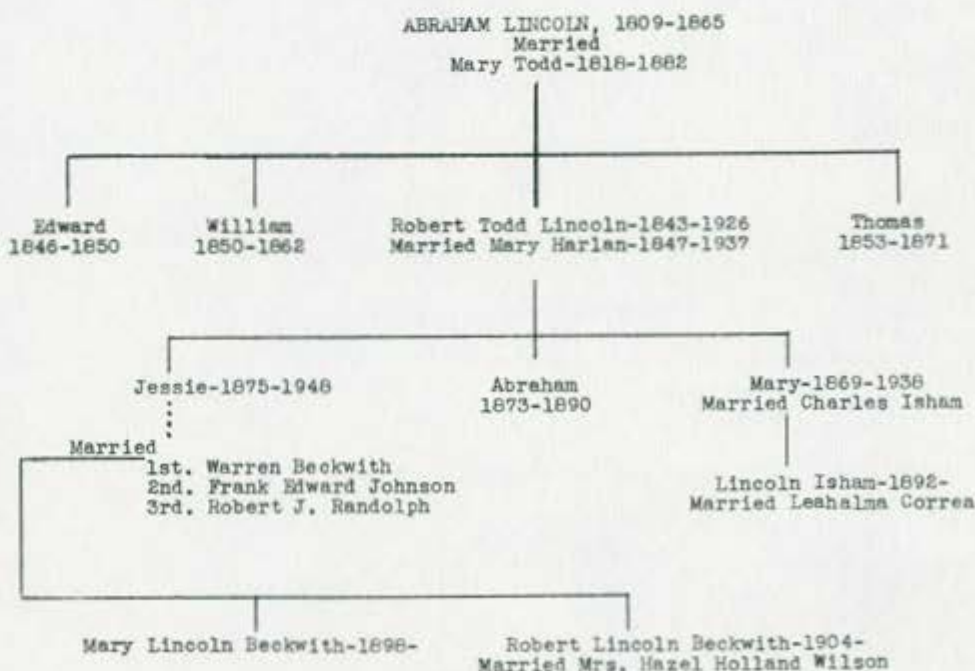 ABRAHAM LINCOLN, 1809-1865
Married
Mary Todd-1818-1882
Edward
1846-1850
William
1850-1862
Robert Todd Lincoln-1843-1926
Married Mary Harlan-1847-1937
Thomas
1853-1871
Jessie-1875-1948
Abraham
1873-1890
Mary-1869-1938
Married Charles Isham
Married
1st. Warren Beckwith
2nd. Frank Edward Johnson
3rd. Robert J. Randolph
Lincoln Isham-1892-
Married Leahalma Correa
Mary Lincoln Beckwith-1898-
Robert Lincoln Beckwith-1904-
Married Mrs. Hazel Holland Wilson